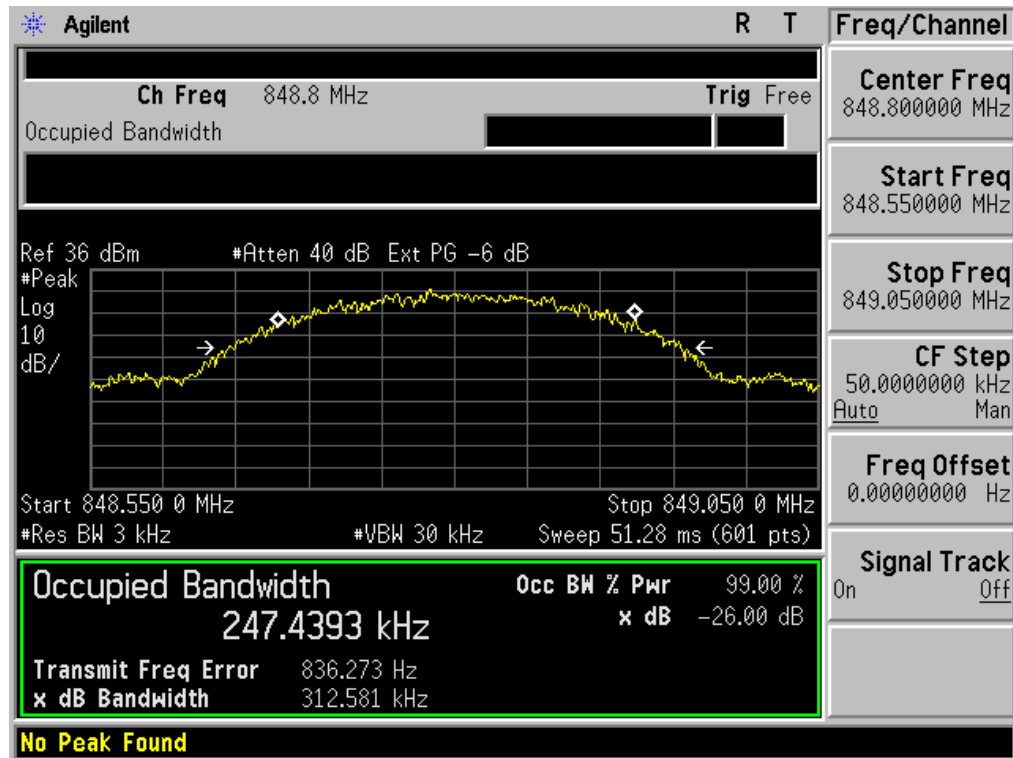 Agilent R T
Ch Freq 848.8 MHz Trig Free
Occupied Bandwidth
Ref 36 dBm #Atten 40 dB Ext PG -6 dB
#Peak
Log
10
dB/
Start 848.550 0 MHz Stop 849.050 0 MHz
#Res BW 3 kHz #VBW 30 kHz Sweep 51.28 ms (601 pts)
Occupied Bandwidth
247.4393 kHz
Occ BW % Pwr 99.00 %
x dB -26.00 dB
Transmit Freq Error 836.273 Hz
x dB Bandwidth 312.581 kHz
No Peak Found
Freq/Channel
Center Freq
848.800000 MHz
Start Freq
848.550000 MHz
Stop Freq
849.050000 MHz
CF Step
50.0000000 kHz
Auto Man
Freq Offset
0.00000000 Hz
Signal Track
On Off